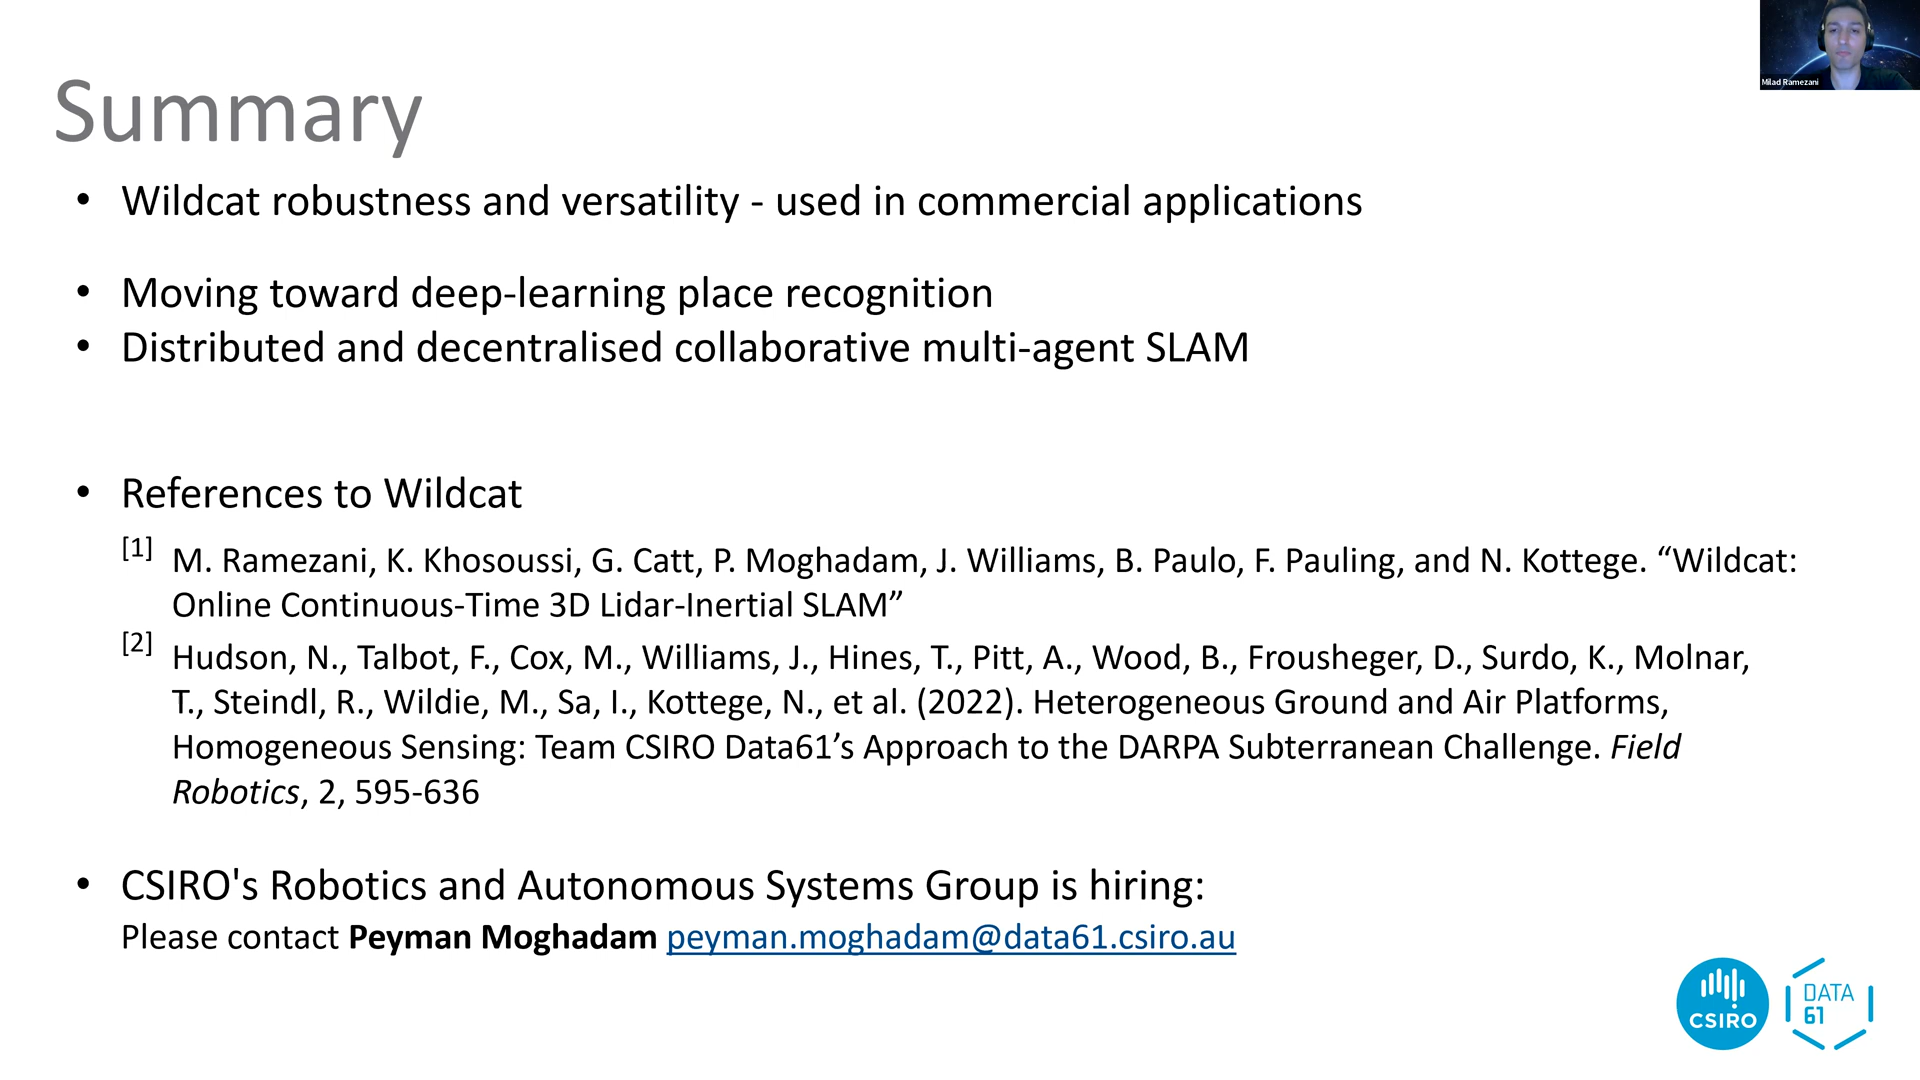 Milad Ramezani
Summary
• Wildcat robustness and versatility - used in commercial applications
• Moving toward deep-learning place recognition
• Distributed and decentralised collaborative multi-agent SLAM
• References to Wildcat
[1] M. Ramezani, K. Khosoussi, G. Catt, P. Moghadam, J. Williams, B. Paulo, F. Pauling, and N. Kottege. “Wildcat:
Online Continuous-Time 3D Lidar-Inertial SLAM”
[2] Hudson, N., Talbot, F., Cox, M., Williams, J., Hines, T., Pitt, A., Wood, B., Frousheger, D., Surdo, K., Molnar,
T., Steindl, R., Wildie, M., Sa, I., Kottege, N., et al. (2022). Heterogeneous Ground and Air Platforms,
Homogeneous Sensing: Team CSIRO Data61’s Approach to the DARPA Subterranean Challenge. Field
Robotics, 2, 595-636
• CSIRO's Robotics and Autonomous Systems Group is hiring:
Please contact Peyman Moghadam peyman.moghadam@data61.csiro.au
CSIRO
DATA
61